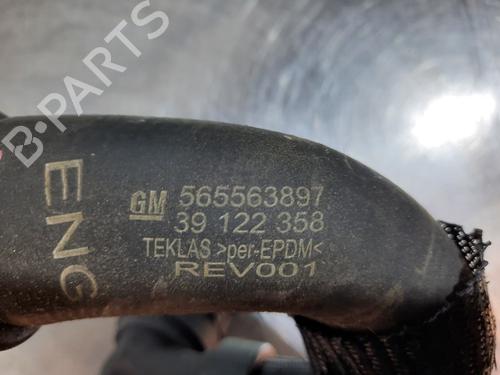 B-PARTS
ENG
GM 565563897
39 122 358
TEKLAS >per-EPDM<
REV001